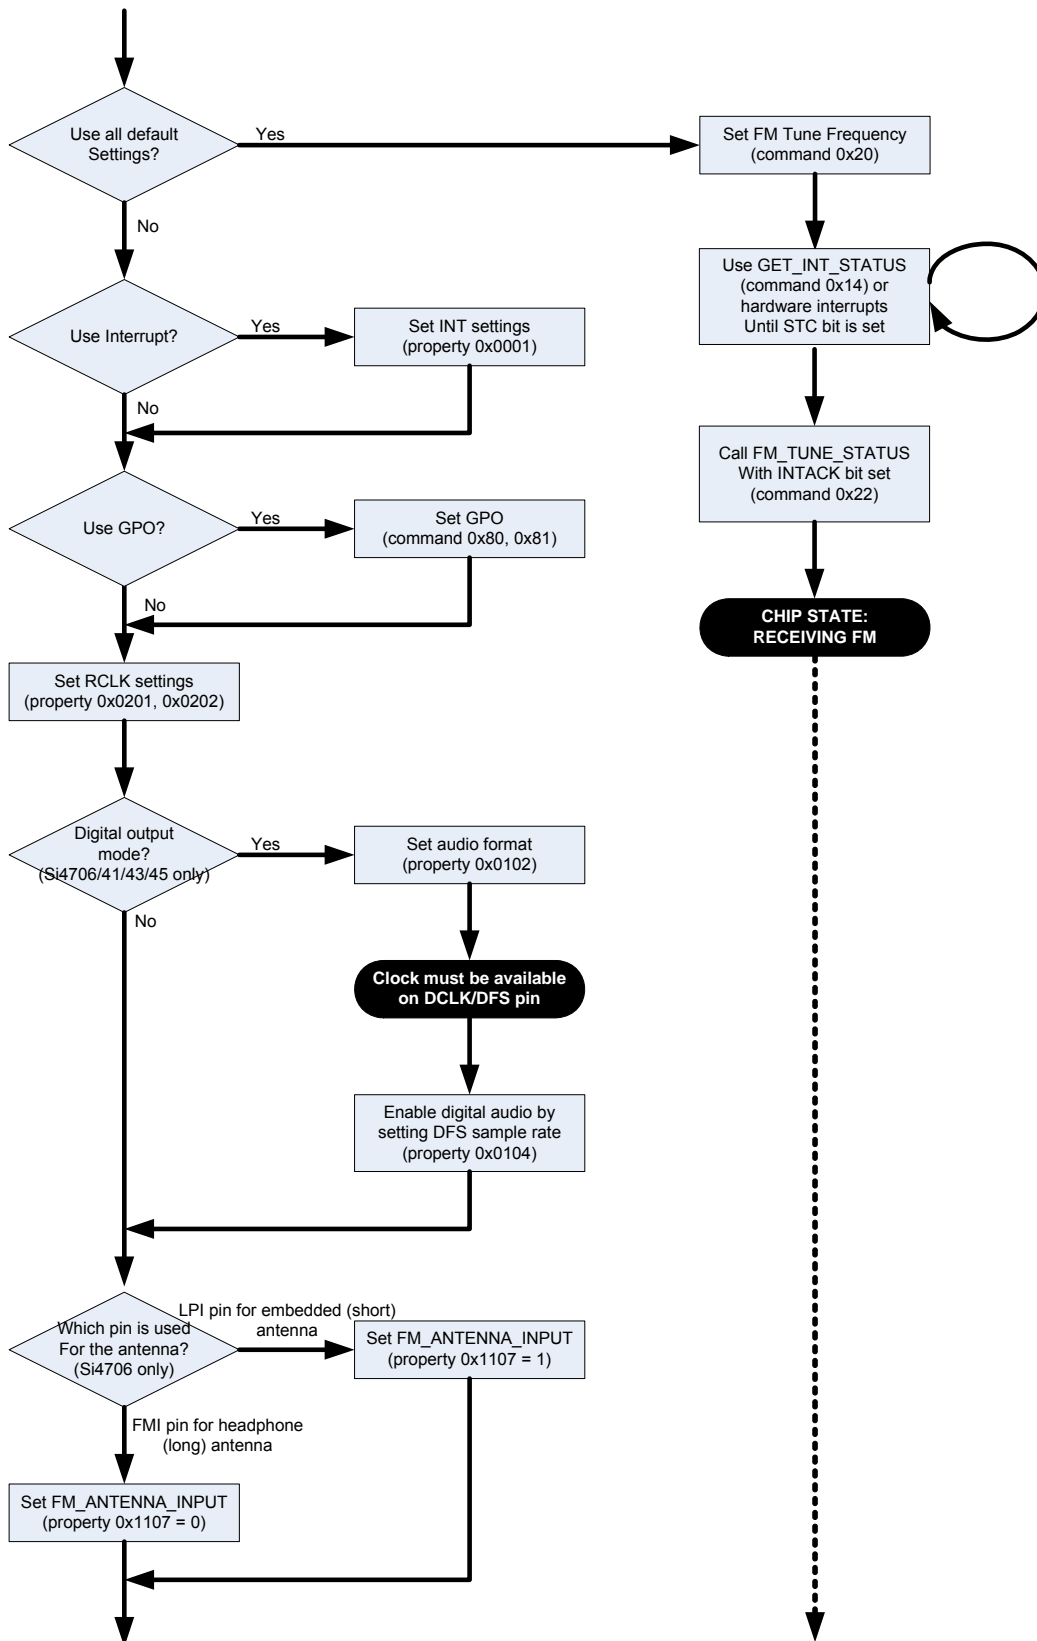 Use all default
Settings?
Yes
Set FM Tune Frequency
(command 0x20)
No
Use GET_INT_STATUS
(command 0x14) or
hardware interrupts
Until STC bit is set
Use Interrupt?
Yes
Set INT settings
(property 0x0001)
No
Call FM_TUNE_STATUS
With INTACK bit set
(command 0x22)
Use GPO?
Yes
Set GPO
(command 0x80, 0x81)
No
CHIP STATE:
RECEIVING FM
Set RCLK settings
(property 0x0201, 0x0202)
Digital output
mode?
(Si4706/41/43/45 only)
Yes
Set audio format
(property 0x0102)
No
Clock must be available
on DCLK/DFS pin
Enable digital audio by
setting DFS sample rate
(property 0x0104)
Which pin is used
For the antenna?
(Si4706 only)
LPI pin for embedded (short)
antenna
Set FM_ANTENNA_INPUT
(property 0x1107 = 1)
FMI pin for headphone
(long) antenna
Set FM_ANTENNA_INPUT
(property 0x1107 = 0)